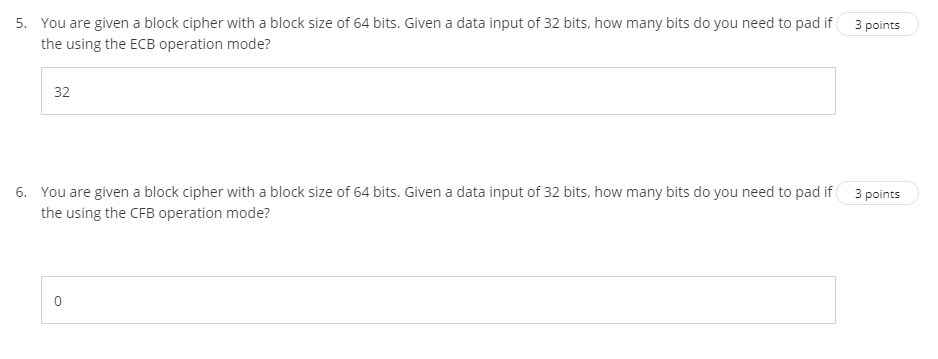 5. You are given a block cipher with a block size of 64 bits. Given a data input of 32 bits, how many bits do you need to pad if 3 points
the using the ECB operation mode?
32
6. You are given a block cipher with a block size of 64 bits. Given a data input of 32 bits, how many bits do you need to pad if 3 points
the using the CFB operation mode?
0